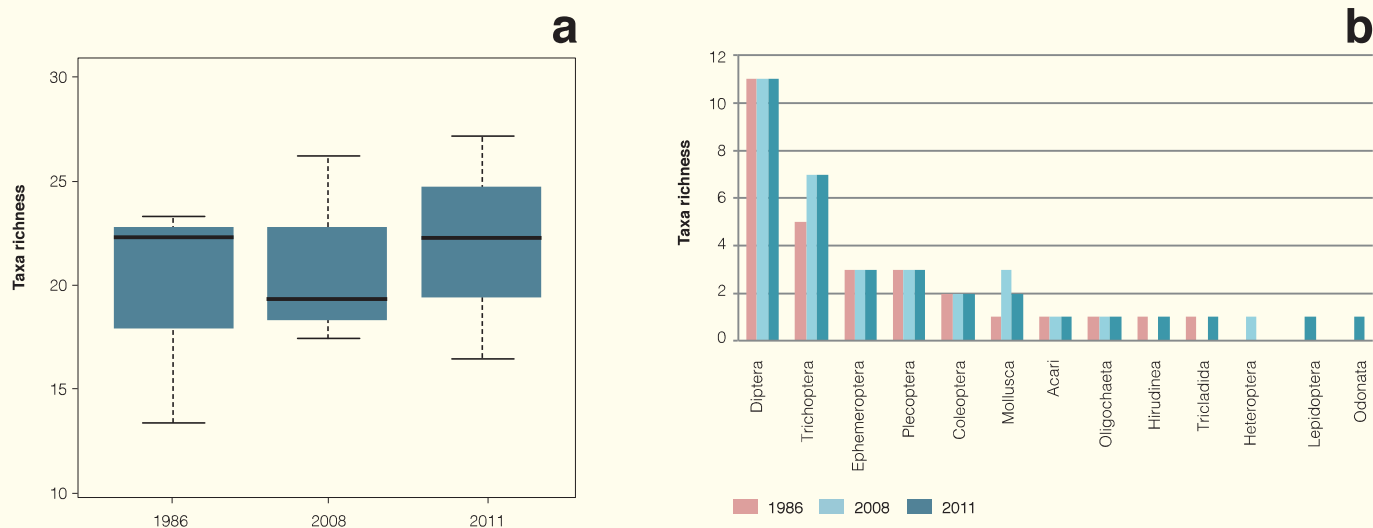 a
Taxa richness
30
25
20
15
10
1986
2008
2011
b
Taxa richness
12
10
8
6
4
2
0
Diptera
Trichoptera
Ephemeroptera
Plecoptera
Coleoptera
Mollusca
Acari
Oligochaeta
Hirudinea
Tricladida
Heteroptera
Lepidoptera
Odonata
1986
2008
2011